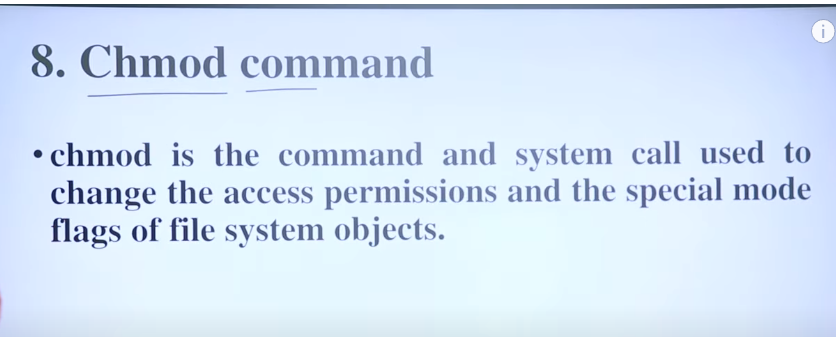 8. Chmod command
• chmod is the command and system call used to
change the access permissions and the special mode
flags of file system objects.